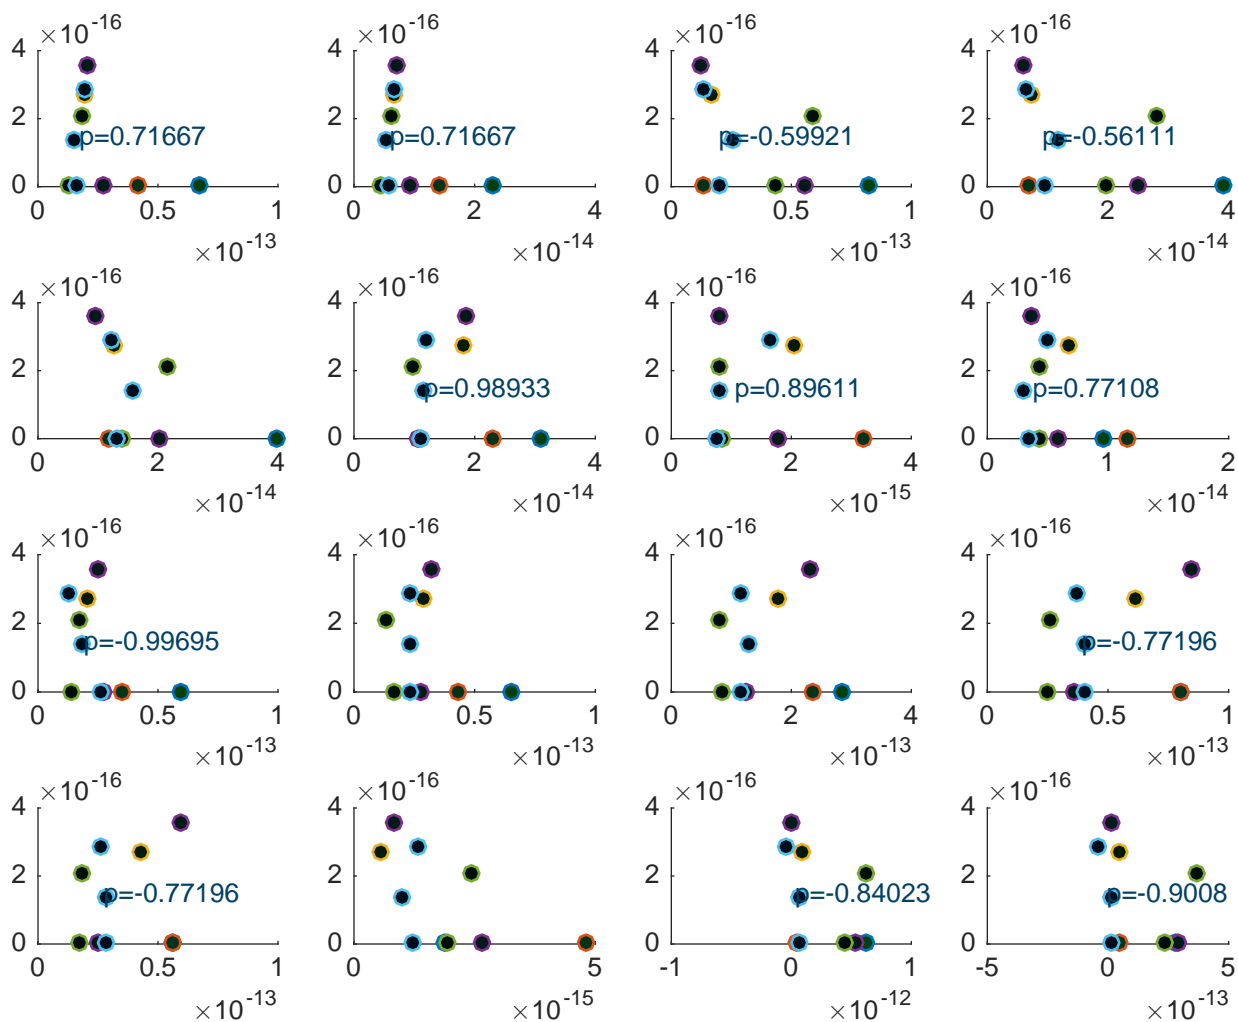 ×10-16 ×10-16 ×10-16 ×10-16
4 4 4 4
2 2 2 2
p=0.71667 p=0.71667 p=-0.59921 p=-0.56111
0 0 0 0
0 0.5 1 0 2 4 0 0.5 1 0 2 4
×10-13 ×10-14 ×10-13 ×10-14
×10-16 ×10-16 ×10-16 ×10-16
4 4 4 4
2 2 2 2
p=0.98933 p=0.89611 p=0.77108
0 0 0 0
0 2 4 0 2 4 0 2 4 0 1 2
×10-14 ×10-14 ×10-15 ×10-14
×10-16 ×10-16 ×10-16 ×10-16
4 4 4 4
2 2 2 2
p=-0.99695 p=-0.77196
0 0 0 0
0 0.5 1 0 0.5 1 0 2 4 0 0.5 1
×10-13 ×10-13 ×10-13 ×10-13
×10-16 ×10-16 ×10-16 ×10-16
4 4 4 4
2 2 2 2
p=-0.77196 p=-0.84023 p=-0.9008
0 0 0 0
0 0.5 1 0 5 -1 0 1 -5 0 5
×10-13 ×10-15 ×10-12 ×10-13